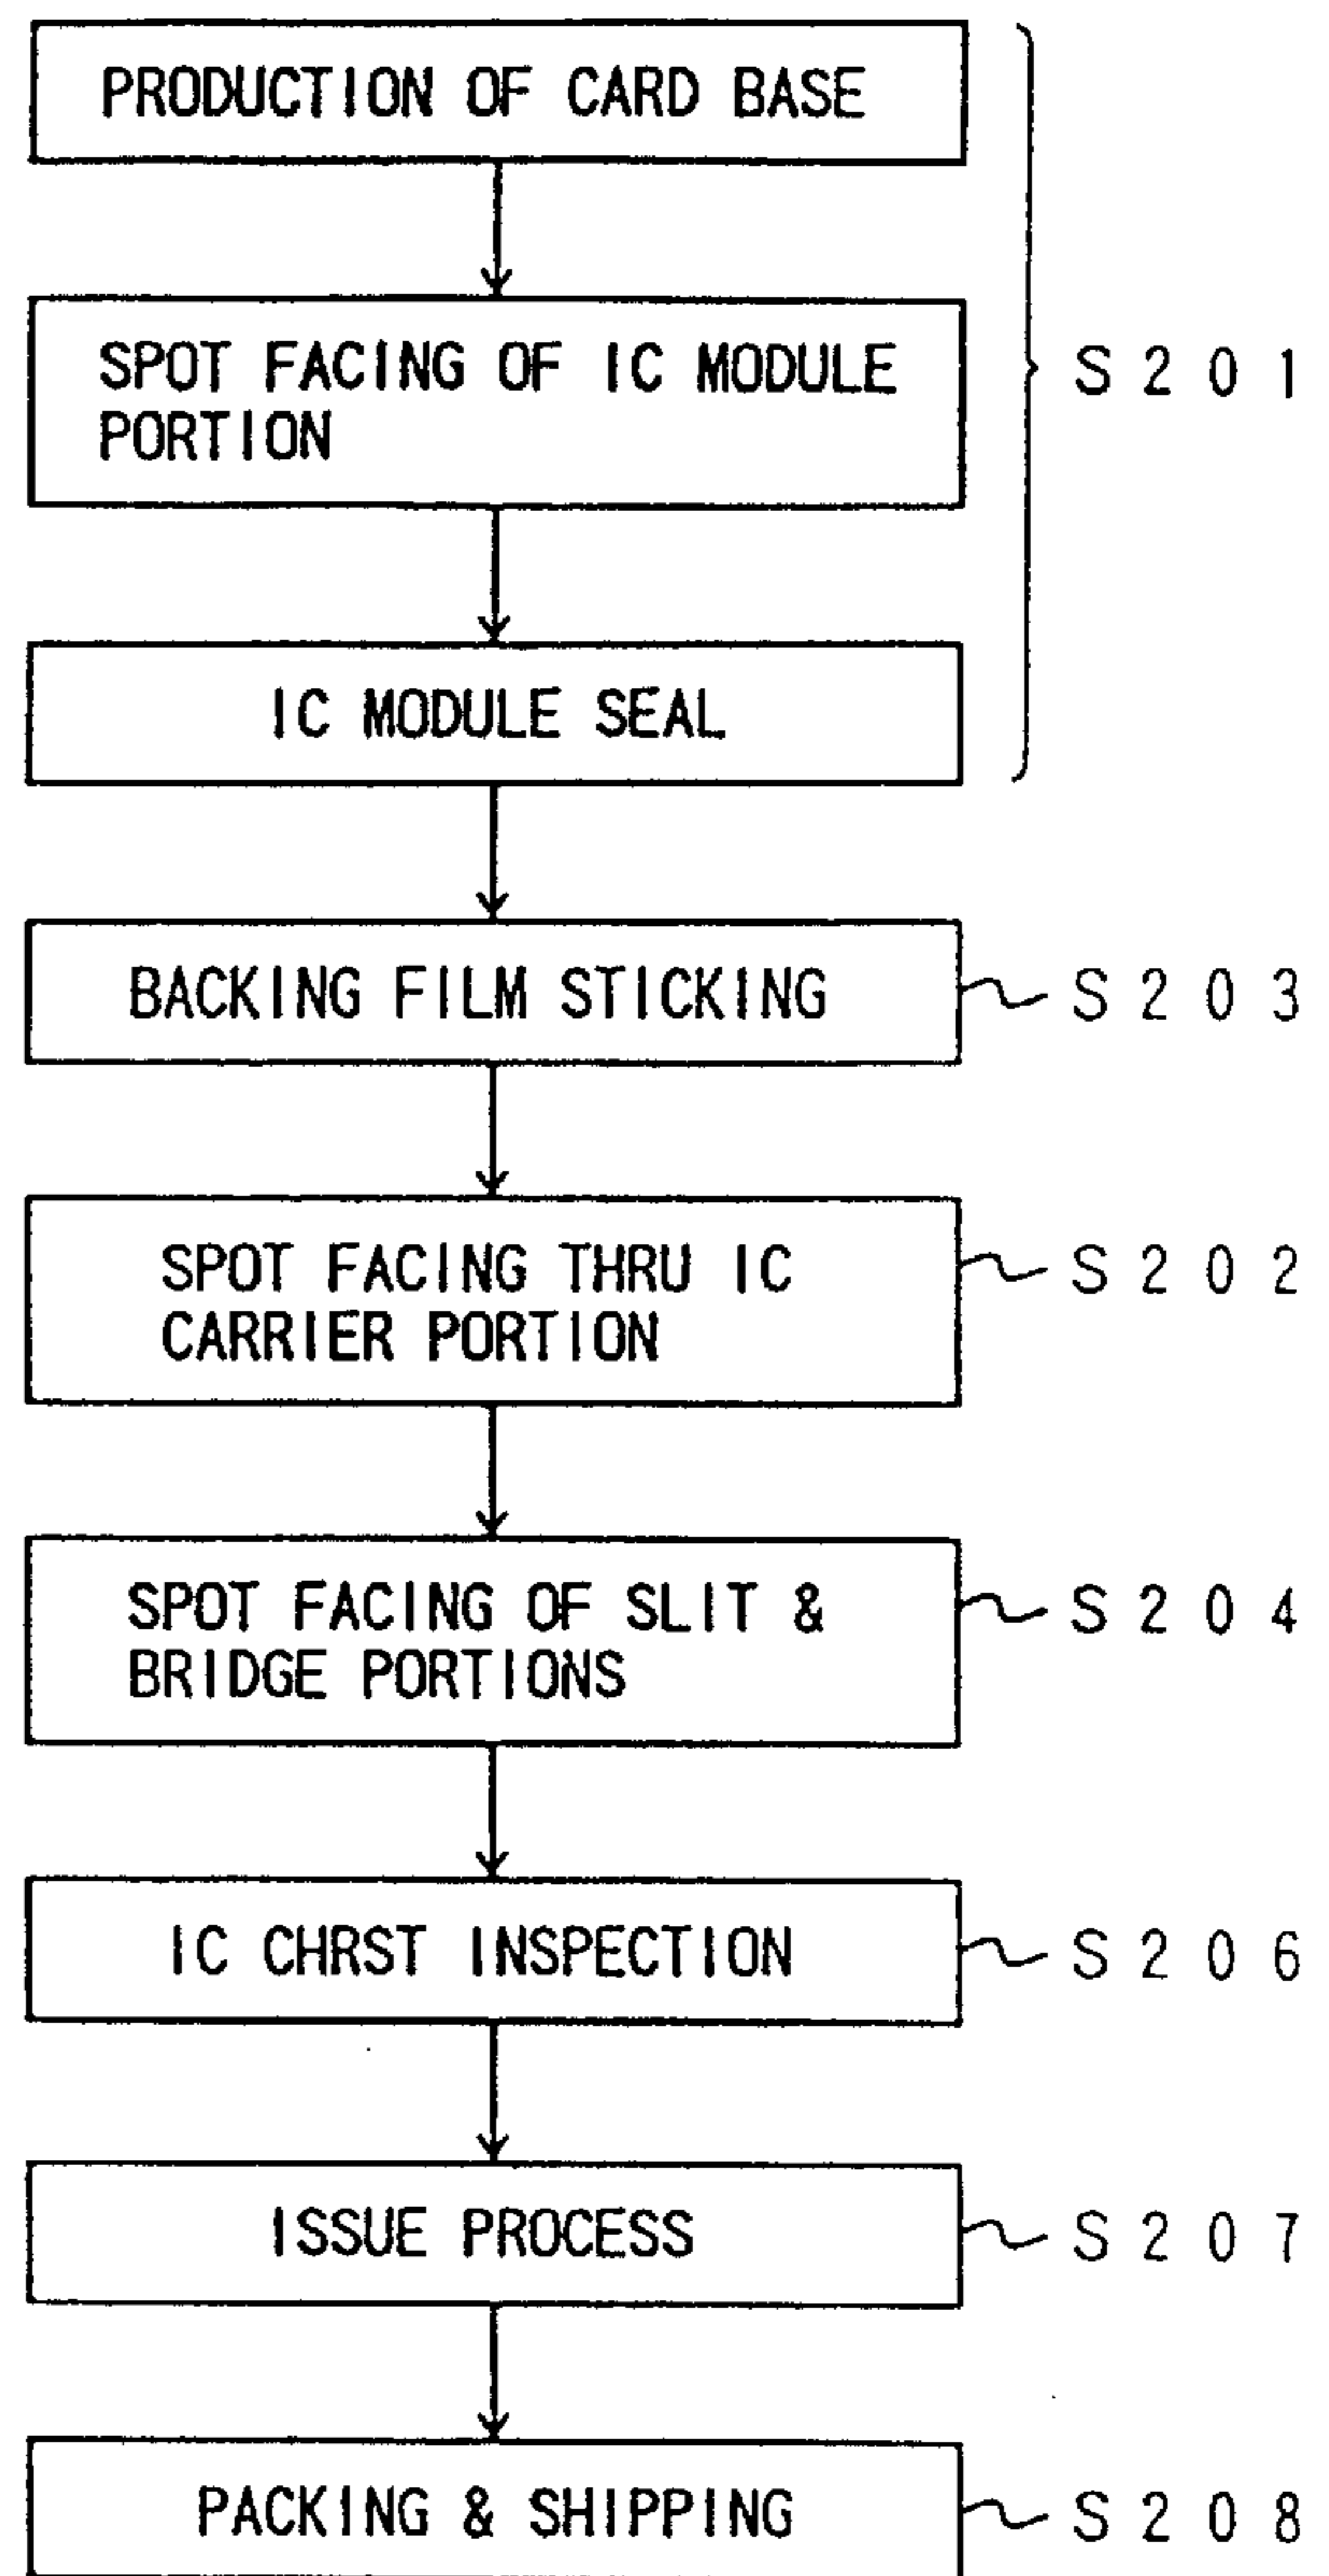 PRODUCTION OF CARD BASE
SPOT FACING OF IC MODULE
PORTION
S201
IC MODULE SEAL
BACKING FILM STICKING
S203
SPOT FACING THRU IC
CARRIER PORTION
S202
SPOT FACING OF SLIT &
BRIDGE PORTIONS
S204
IC CHRST INSPECTION
S206
ISSUE PROCESS
S207
PACKING & SHIPPING
S208